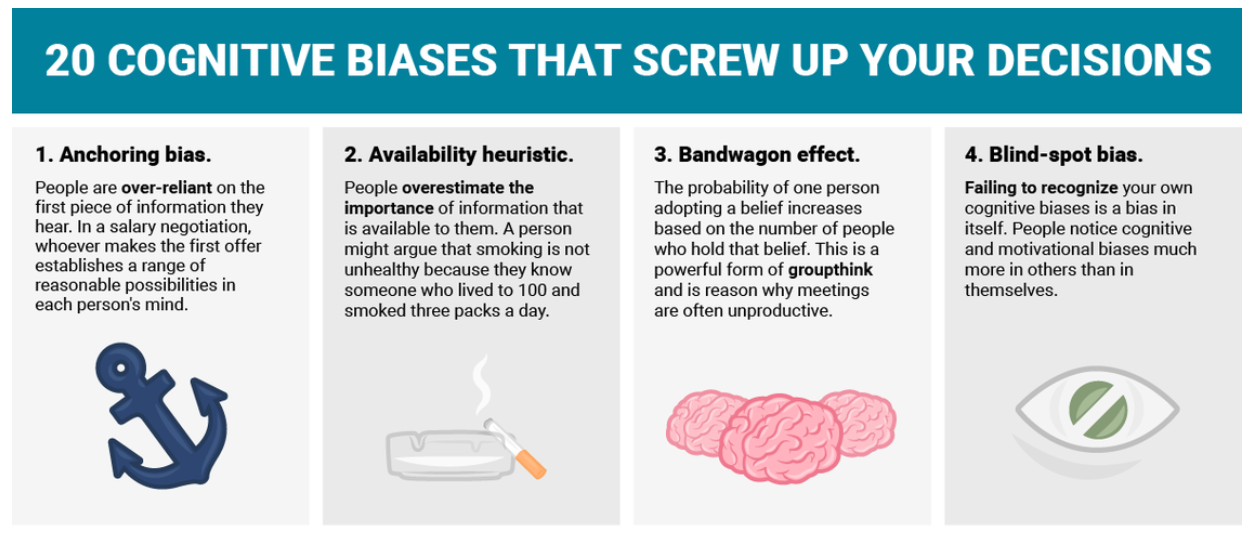 20 COGNITIVE BIASES THAT SCREW UP YOUR DECISIONS
1. Anchoring bias.
People are over-reliant on the
first piece of information they
hear. In a salary negotiation,
whoever makes the first offer
establishes a range of
reasonable possibilities in
each person's mind.
2. Availability heuristic.
People overestimate the
importance of information that
is available to them. A person
might argue that smoking is not
unhealthy because they know
someone who lived to 100 and
smoked three packs a day.
3. Bandwagon effect.
The probability of one person
adopting a belief increases
based on the number of people
who hold that belief. This is a
powerful form of groupthink
and is reason why meetings
are often unproductive.
4. Blind-spot bias.
Failing to recognize your own
cognitive biases is a bias in
itself. People notice cognitive
and motivational biases much
more in others than in
themselves.